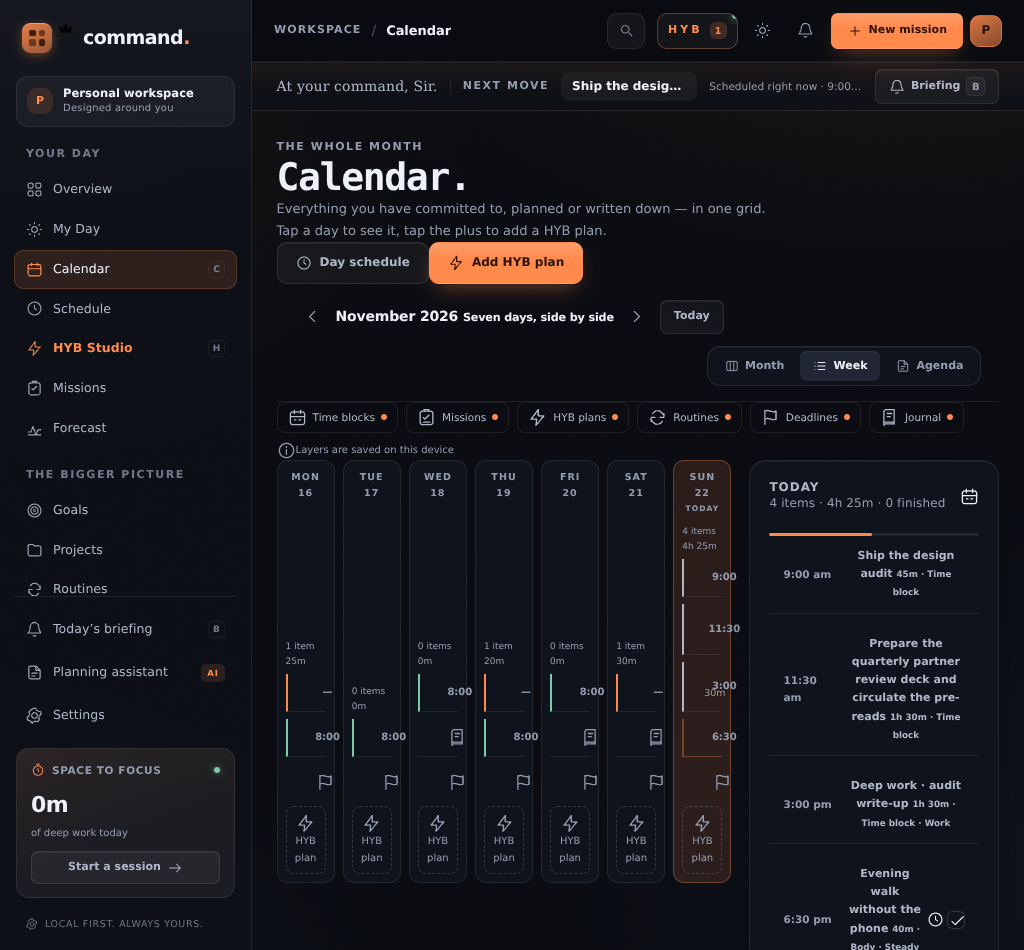 command.
Personal workspace
Designed around you
P
YOUR DAY
Overview
My Day
Calendar C
Schedule
HYB Studio H
Missions
Forecast
THE BIGGER PICTURE
Goals
Projects
Routines
Today’s briefing B
Planning assistant AI
Settings
SPACE TO FOCUS
0m
of deep work today
Start a session
LOCAL FIRST. ALWAYS YOURS.
WORKSPACE / Calendar
HYB 1
New mission
P
At your command, Sir.
NEXT MOVE
Ship the desig…
Scheduled right now · 9:00…
Briefing B
THE WHOLE MONTH
Calendar.
Everything you have committed to, planned or written down — in one grid.
Tap a day to see it, tap the plus to add a HYB plan.
Day schedule
Add HYB plan
November 2026 Seven days, side by side
Today
Month
Week
Agenda
Time blocks
Missions
HYB plans
Routines
Deadlines
Journal
Layers are saved on this device
MON
16
1 item
25m
—
8:00
HYB
plan
TUE
17
0 items
0m
8:00
HYB
plan
WED
18
0 items
0m
8:00
HYB
plan
THU
19
1 item
20m
—
8:00
HYB
plan
FRI
20
0 items
0m
8:00
HYB
plan
SAT
21
1 item
30m
—
HYB
plan
SUN
22
TODAY
4 items
4h 25m
9:00
11:30
3:00
30m
6:30
HYB
plan
TODAY
4 items · 4h 25m · 0 finished
9:00 am
Ship the design
audit 45m · Time
block
11:30
am
Prepare the
quarterly partner
review deck and
circulate the pre-
reads 1h 30m · Time
block
3:00 pm
Deep work · audit
write-up 1h 30m ·
Time block · Work
6:30 pm
Evening
walk
without the
phone 40m ·
Body · Steady